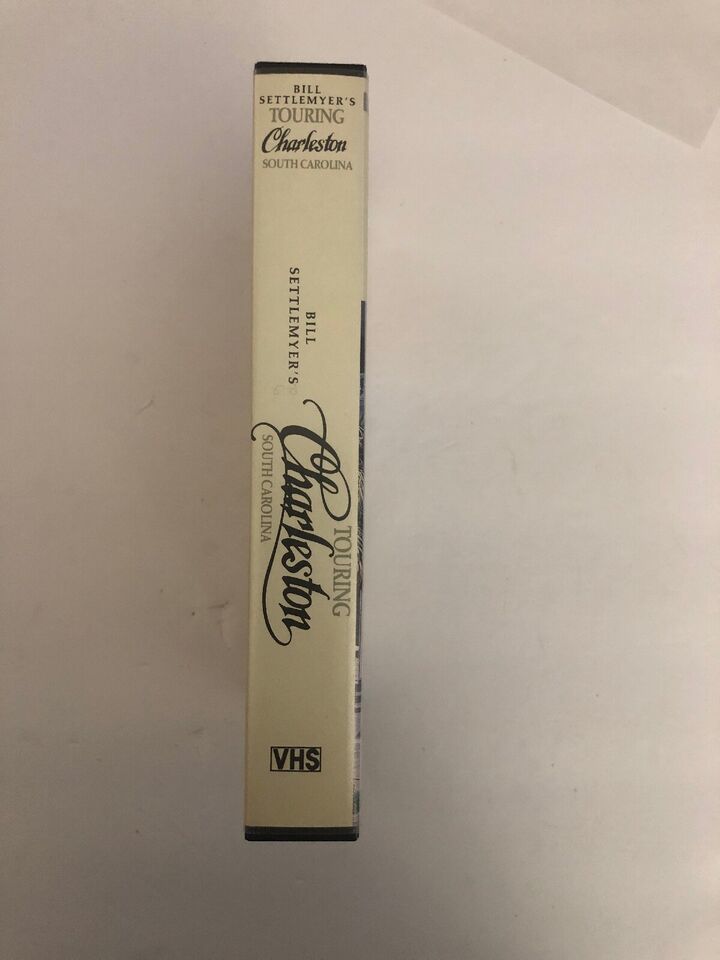 BILL
SETTLEMYER'S
TOURING
Charleston
SOUTH CAROLINA
BILL
SETTLEMYER'S
TOURING
Charleston
SOUTH CAROLINA
VHS